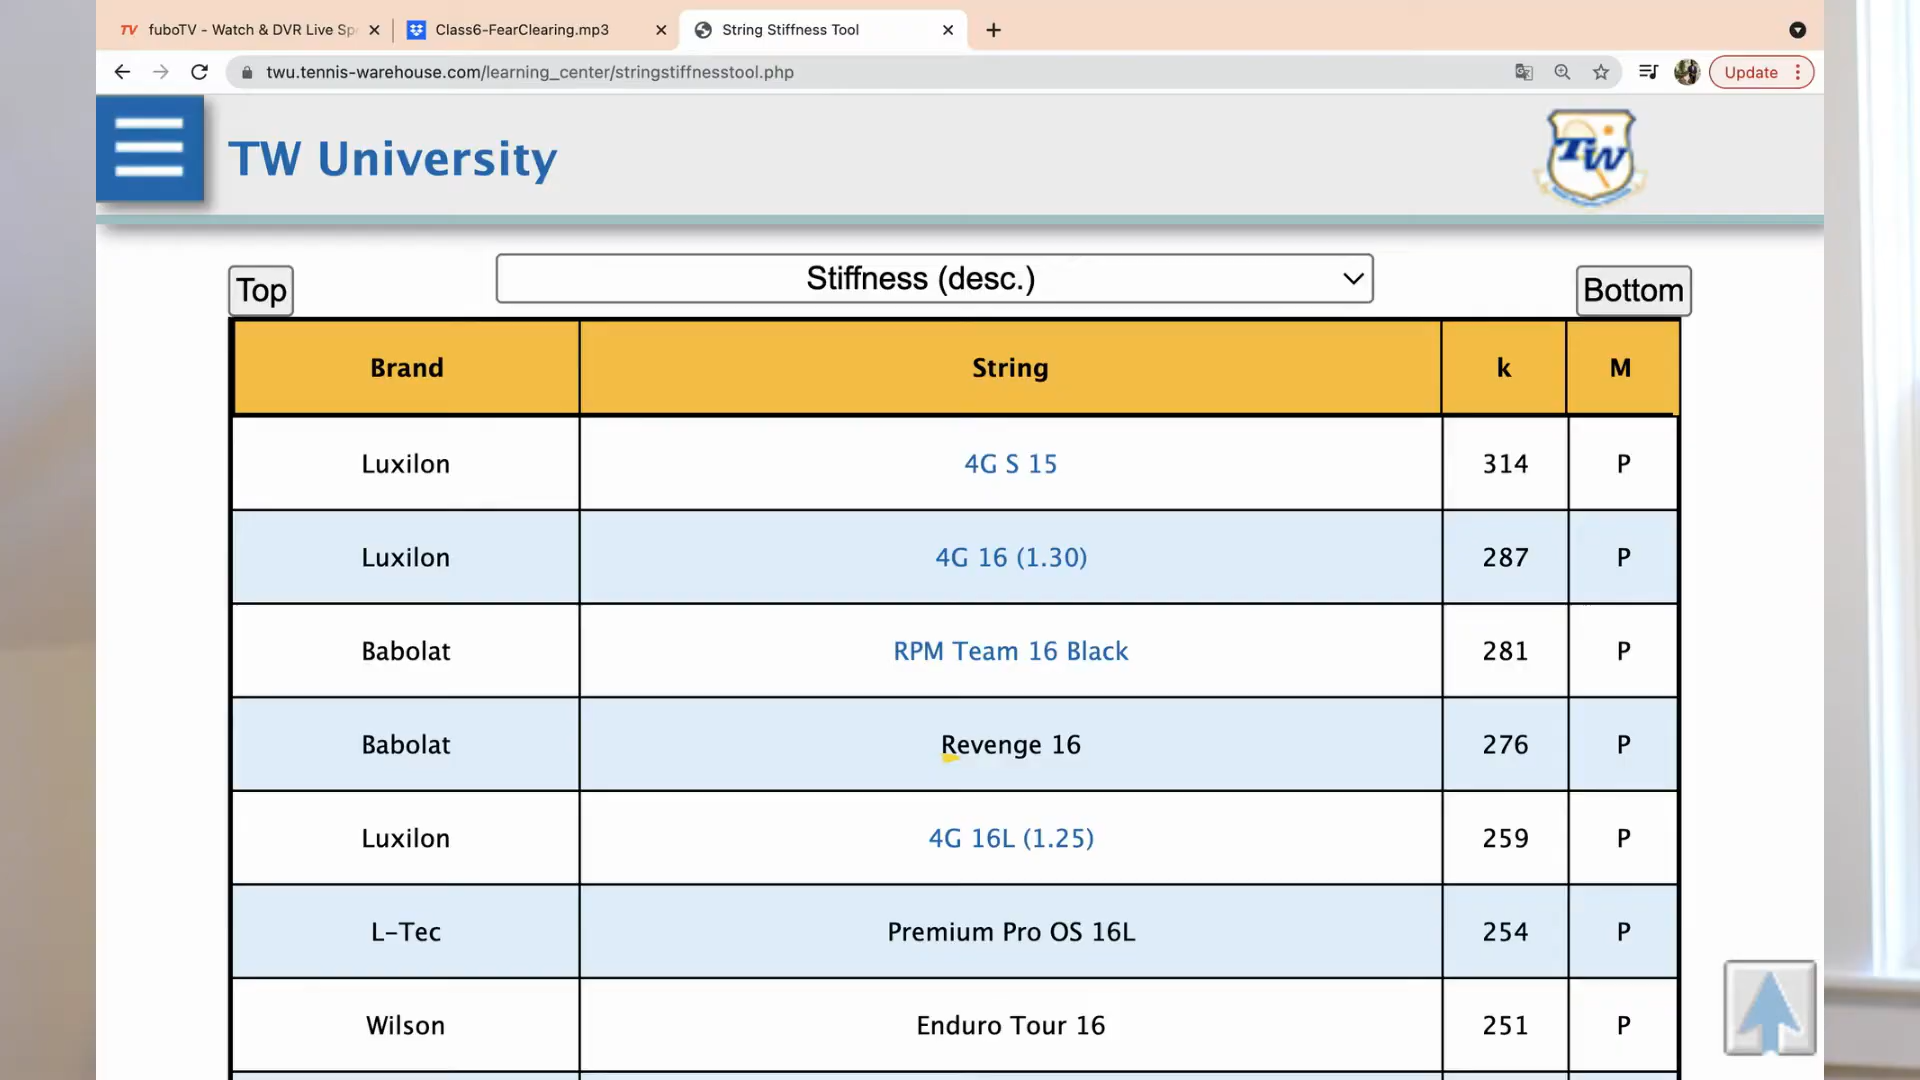 TV fuboTV - Watch & DVR Live Sp
Class6-FearClearing.mp3
String Stiffness Tool
twu.tennis-warehouse.com/learning_center/stringstiffnesstool.php
Update
TW University
TW
Top
Stiffness (desc.)
Bottom
Brand String k M
Luxilon 4G S 15 314 P
Luxilon 4G 16 (1.30) 287 P
Babolat RPM Team 16 Black 281 P
Babolat Revenge 16 276 P
Luxilon 4G 16L (1.25) 259 P
L-Tec Premium Pro OS 16L 254 P
Wilson Enduro Tour 16 251 P